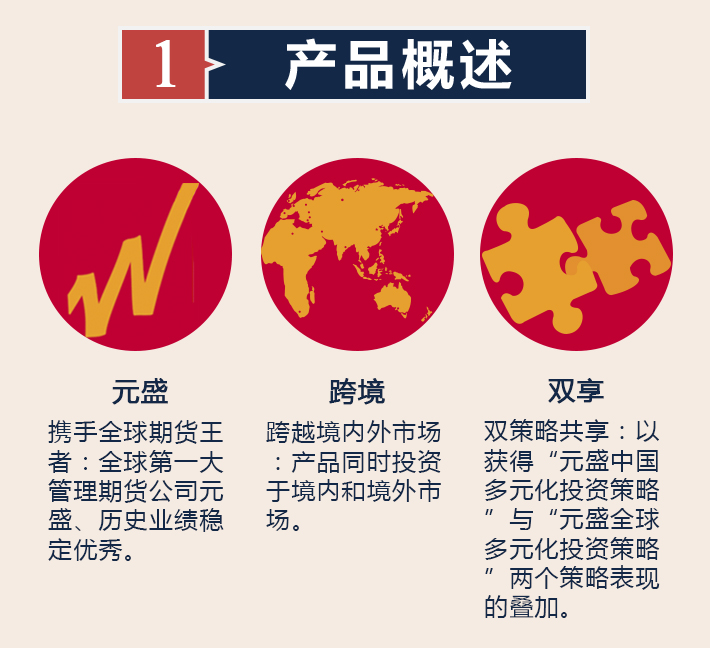 1
产品概述
元盛
携手全球期货王
者：全球第一大
管理期货公司元
盛、历史业绩稳
定优秀。
跨境
跨越境内外市场
：产品同时投资
于境内和境外市
场。
双享
双策略共享：以
获得“元盛中国
多元化投资策略
”与“元盛全球
多元化投资策略
”两个策略表现
的叠加。